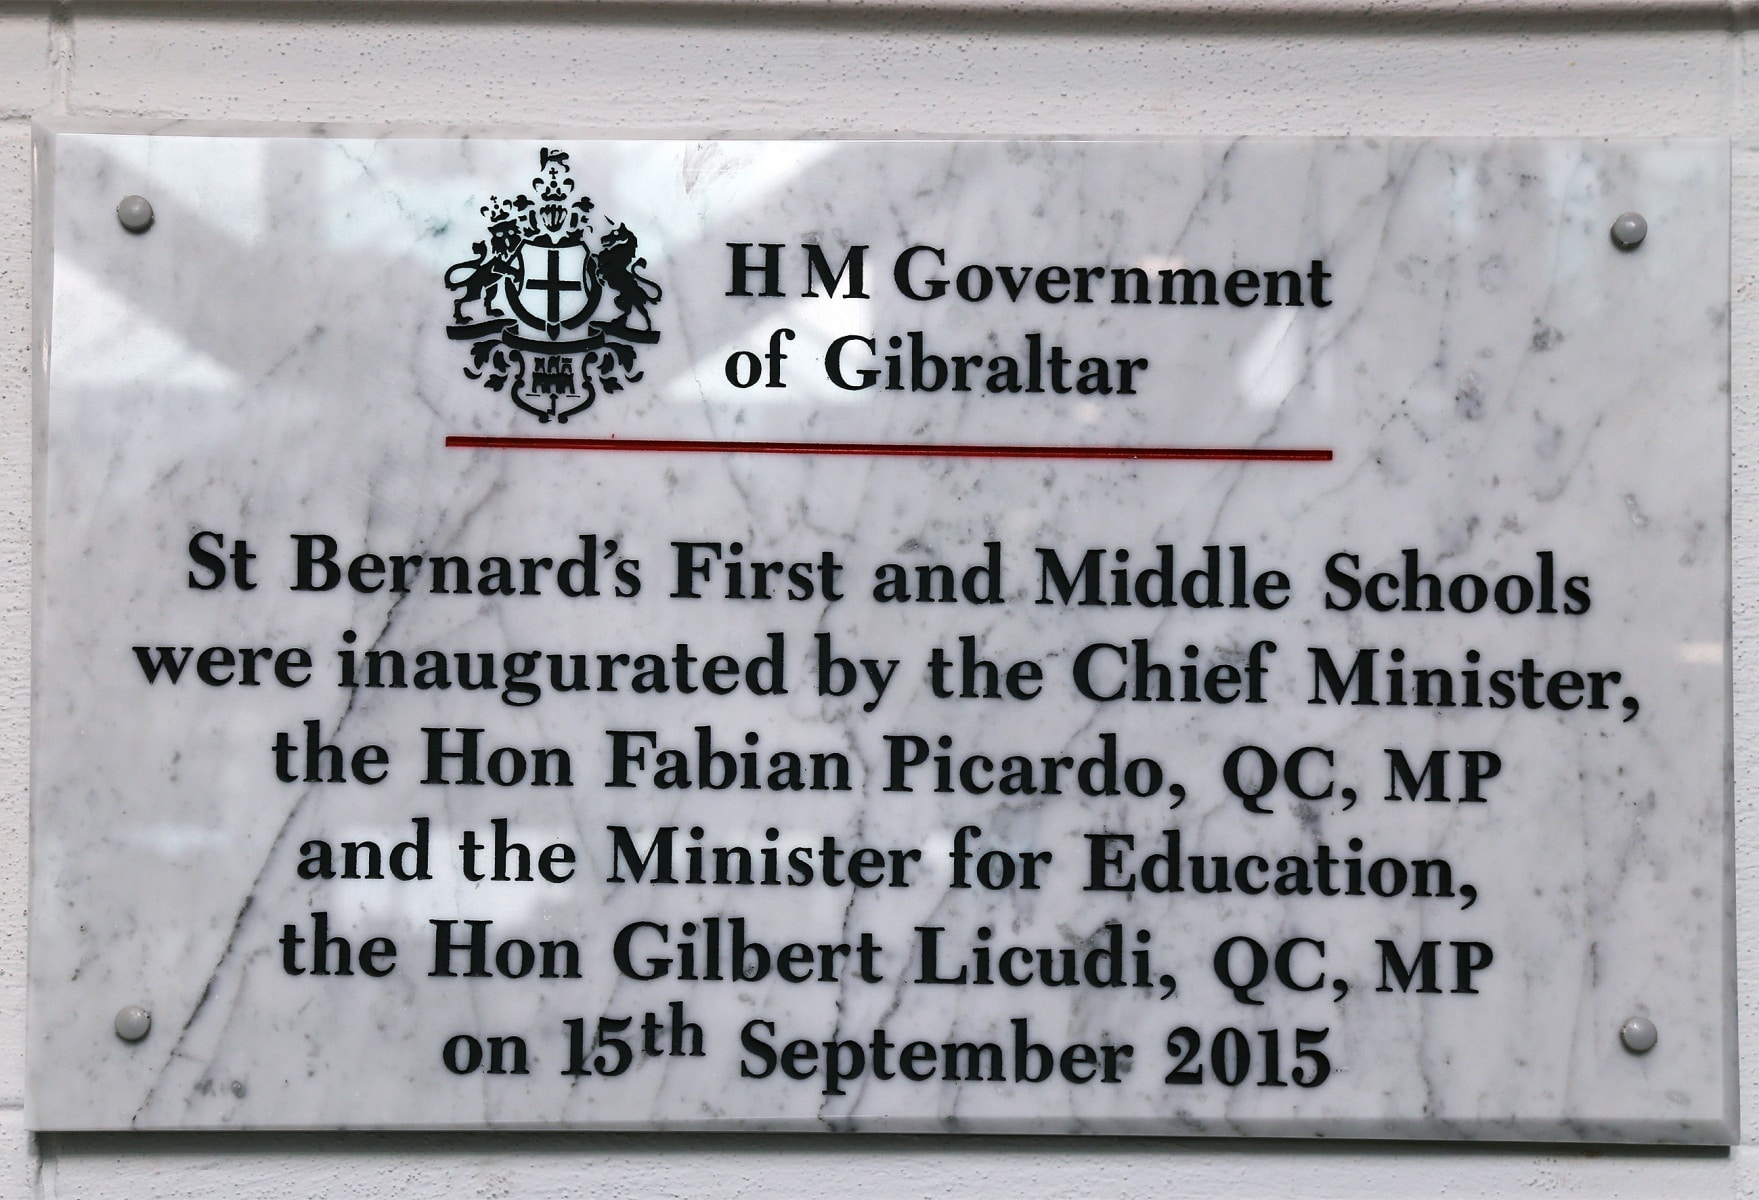 HM Government
of Gibraltar
St Bernard's First and Middle Schools
were inaugurated by the Chief Minister,
the Hon Fabian Picardo, QC, MP
and the Minister for Education,
the Hon Gilbert Licudi, QC, MP
on 15th September 2015